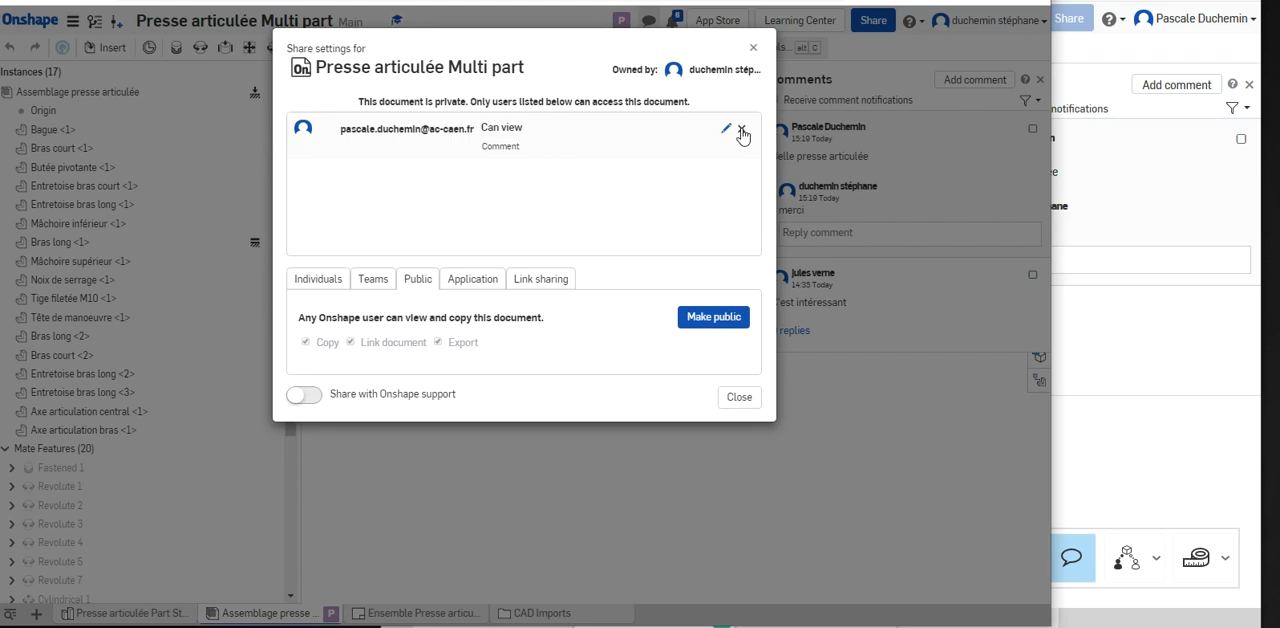 Onshape Presse articulée Multi part Main P App Store Learning Center Share duchemin stéphane Share Pascale Duchemin
Insert alt C
Share settings for
On Presse articulée Multi part Owned by: duchemin stép...
This document is private. Only users listed below can access this document.
pascale.duchemin@ac-caen.fr Can view
Comment
Individuals Teams Public Application Link sharing
Any Onshape user can view and copy this document. Make public
Copy Link document Export
Share with Onshape support Close
Instances (17)
Assemblage presse articulée
Origin
Bague <1>
Bras court <1>
Butée pivotante <1>
Entretoise bras court <1>
Entretoise bras long <1>
Mâchoire inférieur <1>
Bras long <1>
Mâchoire supérieur <1>
Noix de serrage <1>
Tige filetée M10 <1>
Tête de manoeuvre <1>
Bras long <2>
Bras court <2>
Entretoise bras long <2>
Entretoise bras long <3>
Axe articulation central <1>
Axe articulation bras <1>
Mate Features (20)
Fastened 1
Revolute 1
Revolute 2
Revolute 3
Revolute 4
Revolute 5
Revolute 7
Cylindrical 1
omments Add comment
Receive comment notifications
Pascale Duchemin
15:19 Today
elle presse articulée
duchemin stéphane
15:19 Today
merci
Reply comment
jules verne
14:35 Today
'est intéressant
replies
Add comment
notifications
n
ée
ane
Presse articulée Part St... Assemblage presse ... P Ensemble Presse articu... CAD Imports